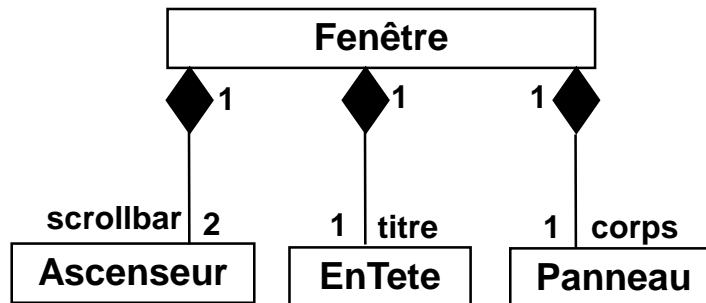 Fenêtre
1 1 1
scrollbar 2 1 titre 1 corps
Ascenseur EnTete Panneau